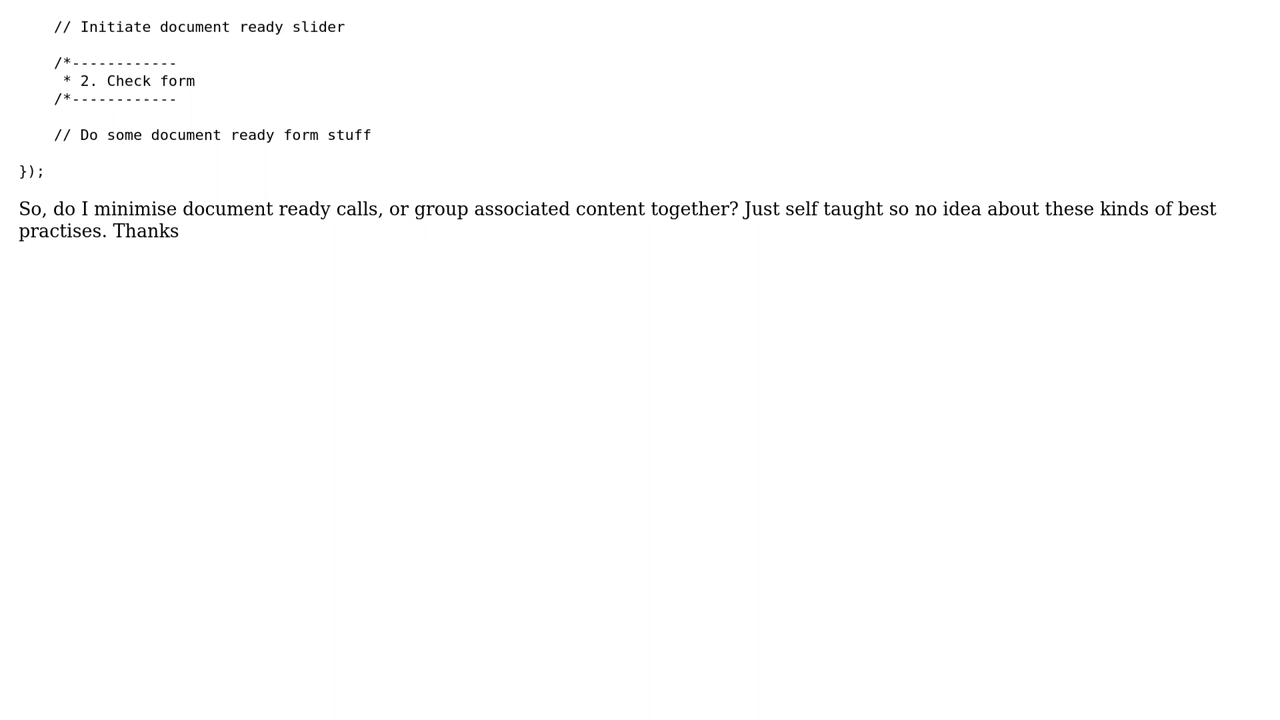 // Initiate document ready slider
/*------------
* 2. Check form
/*------------
// Do some document ready form stuff
});
So, do I minimise document ready calls, or group associated content together? Just self taught so no idea about these kinds of best
practises. Thanks